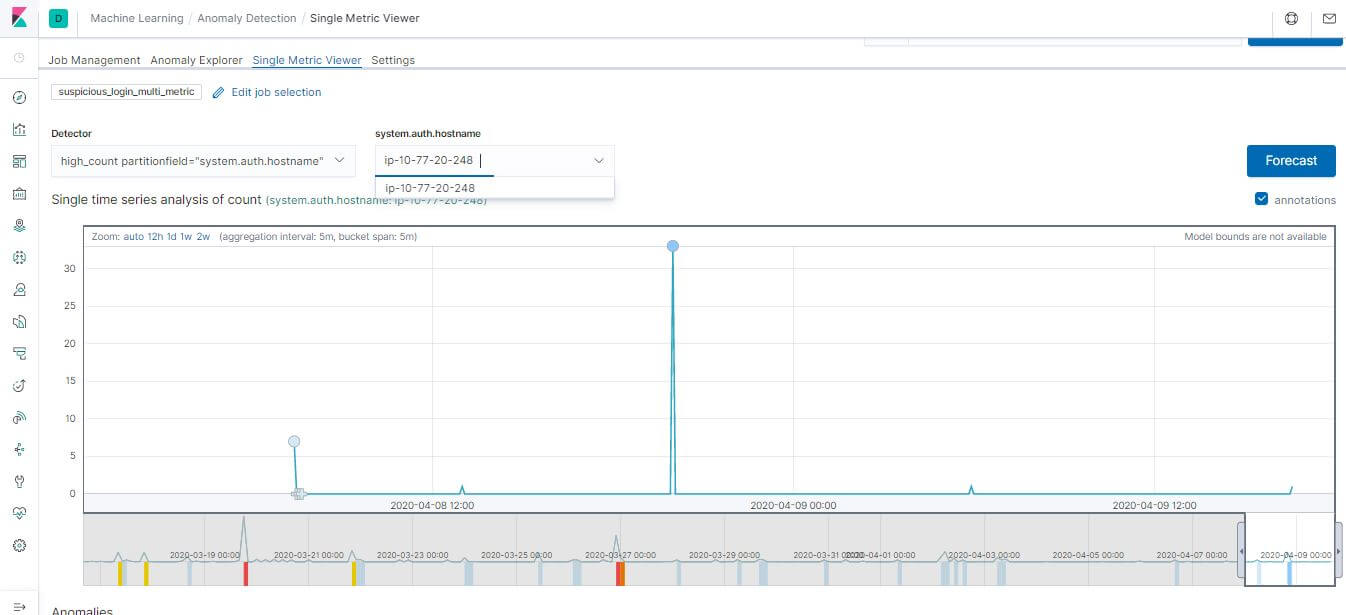 D Machine Learning / Anomaly Detection / Single Metric Viewer
Job Management Anomaly Explorer Single Metric Viewer Settings
suspicious_login_multi_metric Edit job selection
Detector system.auth.hostname
high_count partitionfield="system.auth.hostname" ip-10-77-20-248
Forecast
ip-10-77-20-248
Single time series analysis of count (system.auth.hostname: ip-10-77-20-248)
annotations
Zoom: auto 12h 1d 1w 2w (aggregation interval: 5m, bucket span: 5m) Model bounds are not available
30
25
20
15
10
5
0
2020-04-08 12:00 2020-04-09 00:00 2020-04-09 12:00
2020-03-19 00:00 2020-03-21 00:00 2020-03-23 00:00 2020-03-25 00:00 2020-03-27 00:00 2020-03-29 00:00 2020-03-31 00:00 2020-04-01 00:00 2020-04-03 00:00 2020-04-05 00:00 2020-04-07 00:00 2020-04-09 00:00
Anomalies